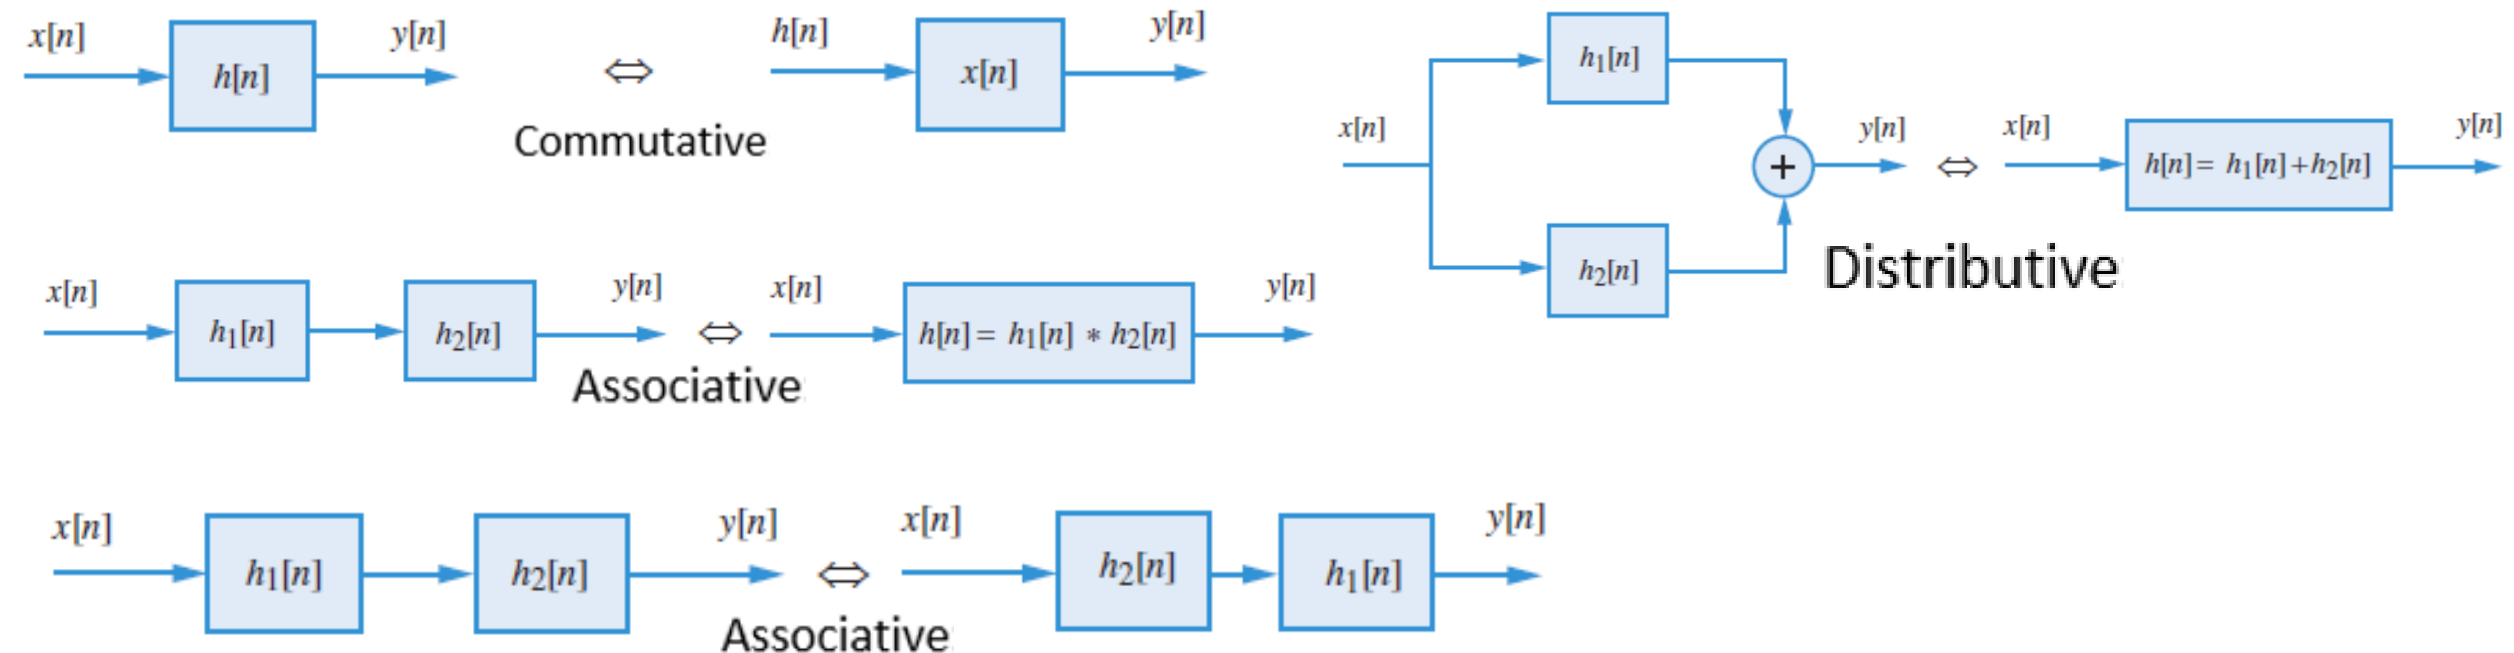 x[n] h[n] y[n] ⇔ h[n] x[n] y[n]
Commutative
x[n] h₁[n] h₂[n] + y[n] ⇔ x[n] h[n] = h₁[n]+h₂[n] y[n]
Distributive
x[n] h₁[n] h₂[n] y[n] ⇔ x[n] h[n] = h₁[n] * h₂[n] y[n]
Associative
x[n] h₁[n] h₂[n] y[n] ⇔ x[n] h₂[n] h₁[n] y[n]
Associative